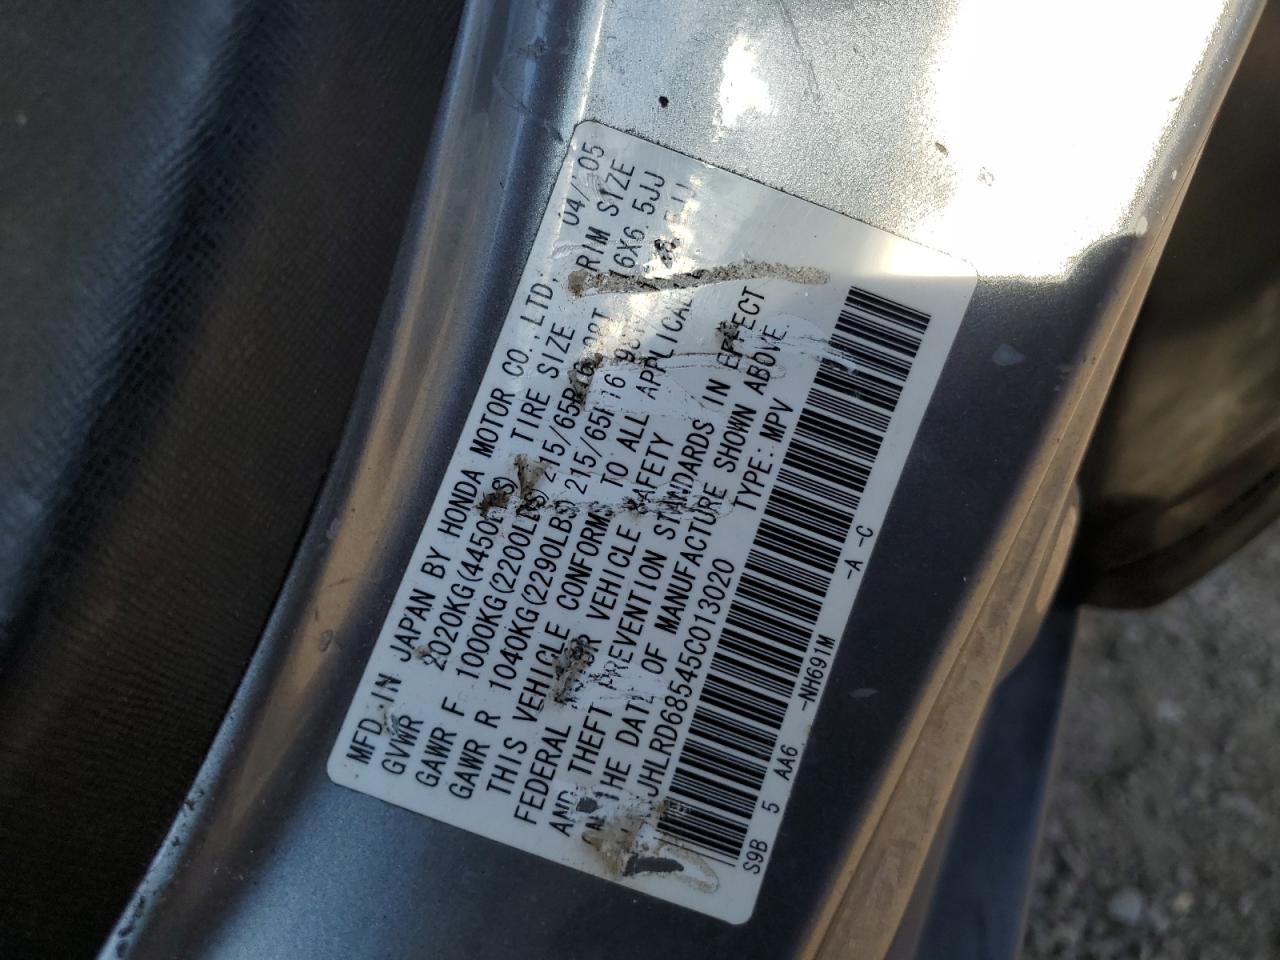 MFD. IN JAPAN BY HONDA MOTOR CO.,LTD. 04/ 05
GVWR 2020KG(4450LBS) TIRE SIZE RIM SIZE
GAWR F 1000KG(2200LBS) 215/65R16 98T 16X6.5JJ
GAWR R 1040KG(2290LBS) 215/65R16 98
THIS VEHICLE CONFORMS TO ALL APPLICABLE
FEDERAL MOTOR VEHICLE SAFETY
AND THEFT PREVENTION STANDARDS IN EFFECT
ON THE DATE OF MANUFACTURE SHOWN ABOVE.
JHLRD68545C013020 TYPE:MPV
S9B 5 AA6 -NH691M -A -C